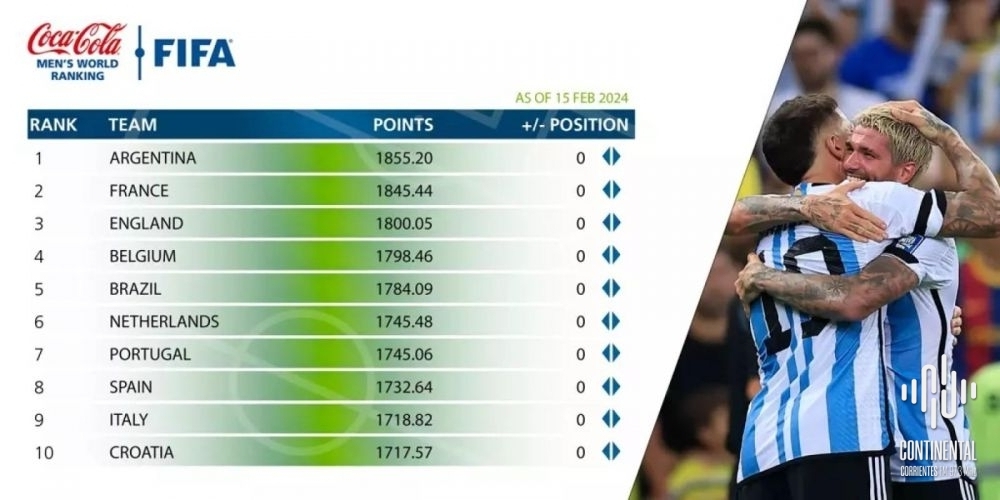 Coca-Cola
MEN'S WORLD
RANKING
FIFA
AS OF 15 FEB 2024
RANK TEAM POINTS +/- POSITION
1 ARGENTINA 1855.20 0
2 FRANCE 1845.44 0
3 ENGLAND 1800.05 0
4 BELGIUM 1798.46 0
5 BRAZIL 1784.09 0
6 NETHERLANDS 1745.48 0
7 PORTUGAL 1745.06 0
8 SPAIN 1732.64 0
9 ITALY 1718.82 0
10 CROATIA 1717.57 0
19
CONTINENTAL
CORRIENTES